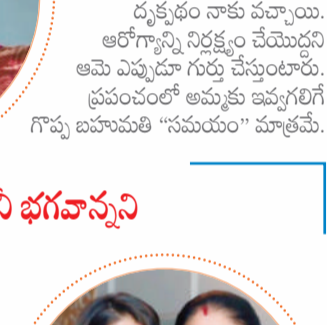 దృక్పథం నాకు వచ్చాయి.
ఆరోగ్యాన్ని నిర్లక్ష్యం చేయొద్దని
ఆమె ఎప్పుడూ గుర్తు చేస్తుంటారు.
ప్రపంచంలో అమ్మకు ఇవ్వగలిగే
గొప్ప బహుమతి “సమయం” మాత్రమే.
నీ భగవాన్నని